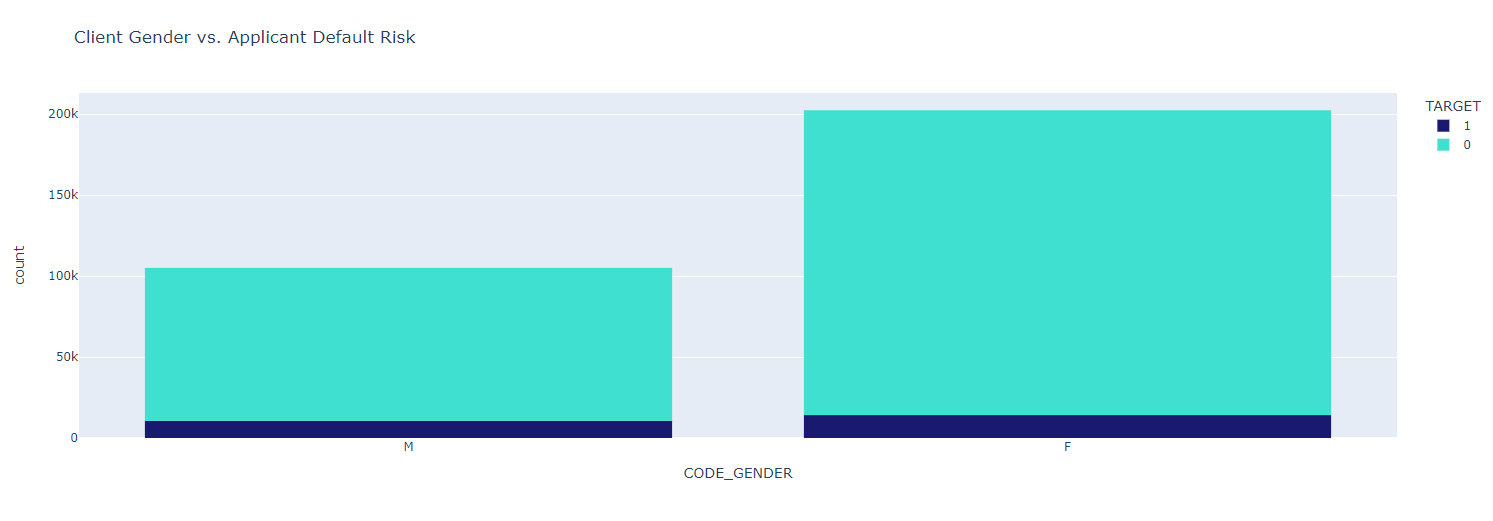 Client Gender vs. Applicant Default Risk
200k
150k
100k
50k
0
count
M
F
CODE_GENDER
TARGET
1
0